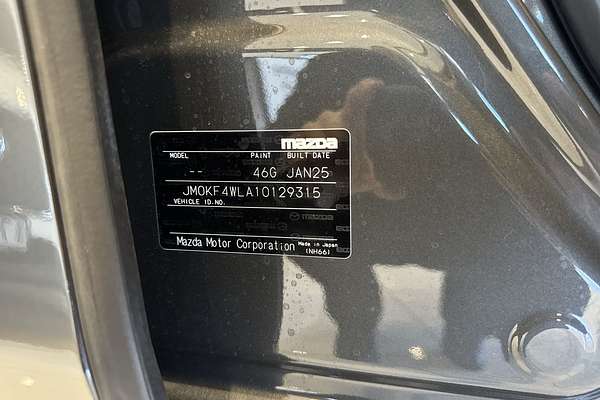 mazda
MODEL PAINT BUILT DATE
-- 46G JAN25
JM0KF4WLA10129315
VEHICLE ID.NO.
Mazda Motor Corporation Made in Japan
(NH66)